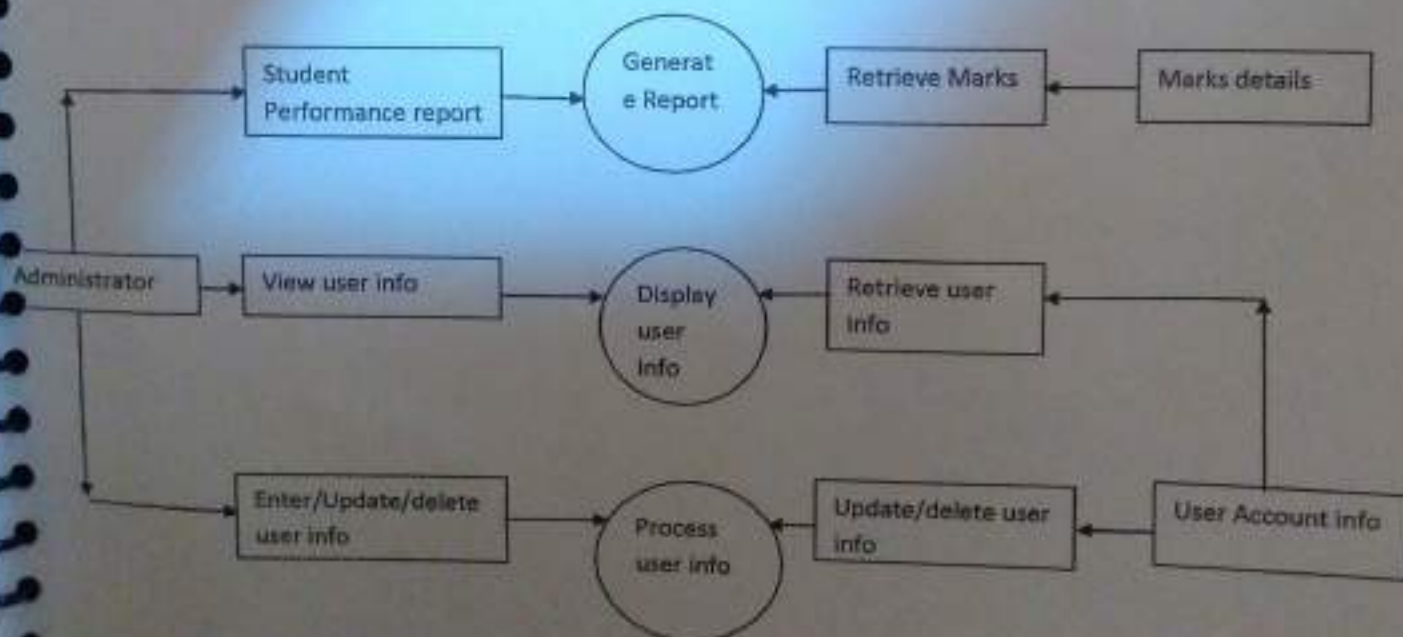 Student
Performance report
Generat
e Report
Retrieve Marks
Marks details
Administrator
View user info
Display
user
info
Retrieve user
info
Enter/Update/delete
user info
Process
user info
Update/delete user
info
User Account info